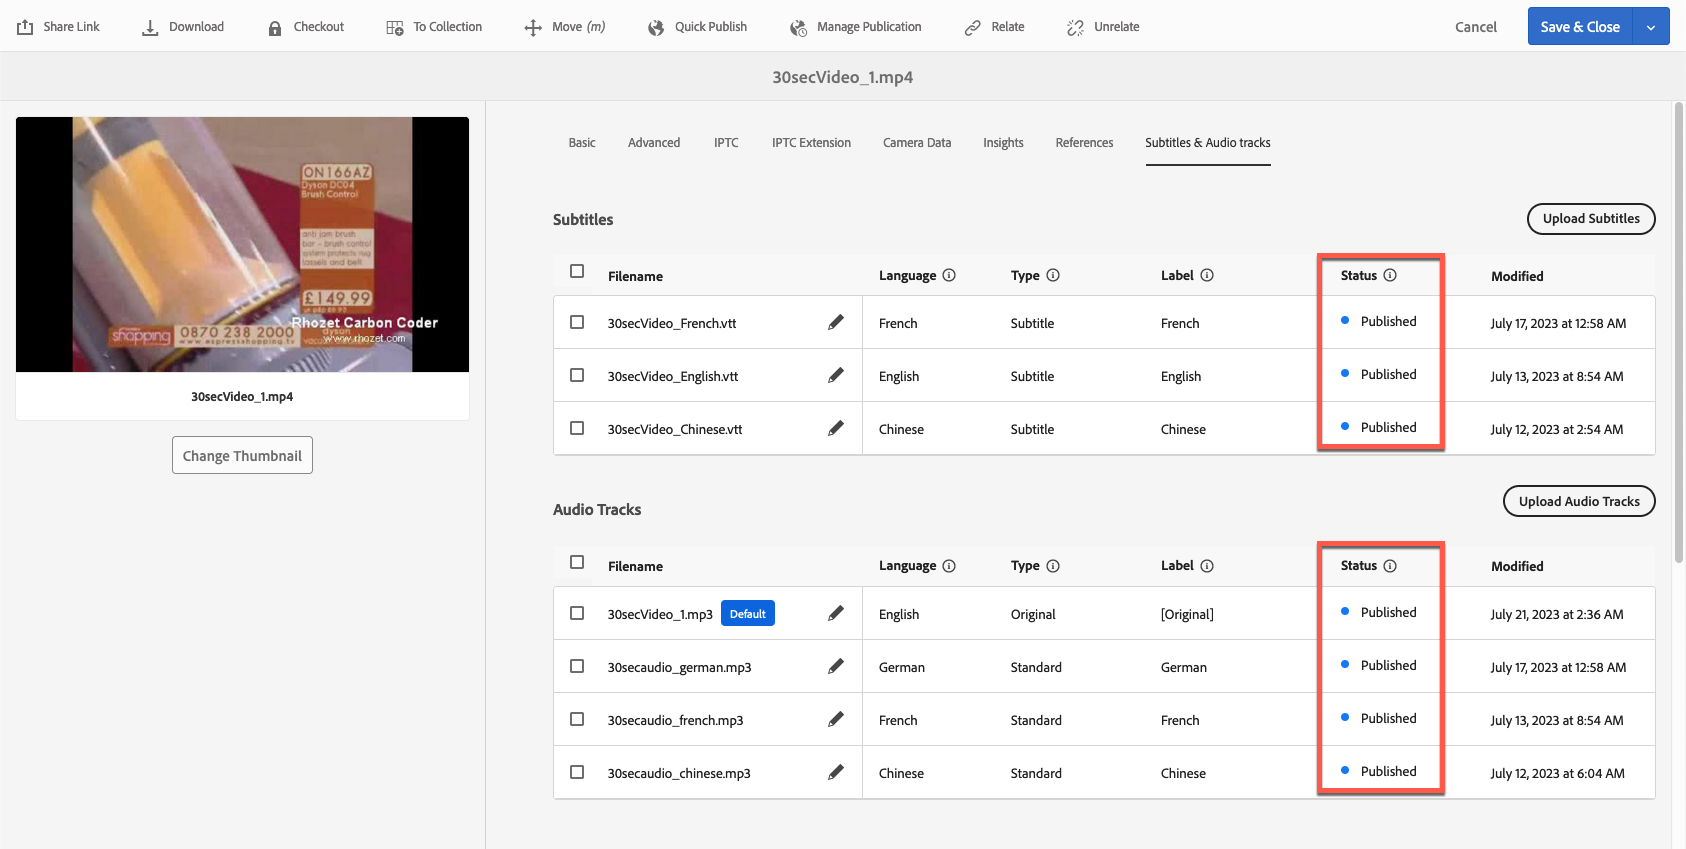 Share Link
Download
Checkout
To Collection
Move (m)
Quick Publish
Manage Publication
Relate
Unrelate
Cancel
Save & Close
30secVideo_1.mp4
ON166AZ
Dyson DC04
Brush Control
anti jam brush
bar - brush control
system protects rug
tassels and belt
£149.99
Rhozet Carbon Coder
www.rhozet.com
shopping
0870 238 2000
www.expressshopping.tv
dyson
30secVideo_1.mp4
Change Thumbnail
Basic
Advanced
IPTC
IPTC Extension
Camera Data
Insights
References
Subtitles & Audio tracks
Subtitles
Upload Subtitles
Filename Language Type Label Status Modified
30secVideo_French.vtt French Subtitle French Published July 17, 2023 at 12:58 AM
30secVideo_English.vtt English Subtitle English Published July 13, 2023 at 8:54 AM
30secVideo_Chinese.vtt Chinese Subtitle Chinese Published July 12, 2023 at 2:54 AM
Audio Tracks
Upload Audio Tracks
Filename Language Type Label Status Modified
30secVideo_1.mp3 Default English Original [Original] Published July 21, 2023 at 2:36 AM
30secaudio_german.mp3 German Standard German Published July 17, 2023 at 12:58 AM
30secaudio_french.mp3 French Standard French Published July 13, 2023 at 8:54 AM
30secaudio_chinese.mp3 Chinese Standard Chinese Published July 12, 2023 at 6:04 AM